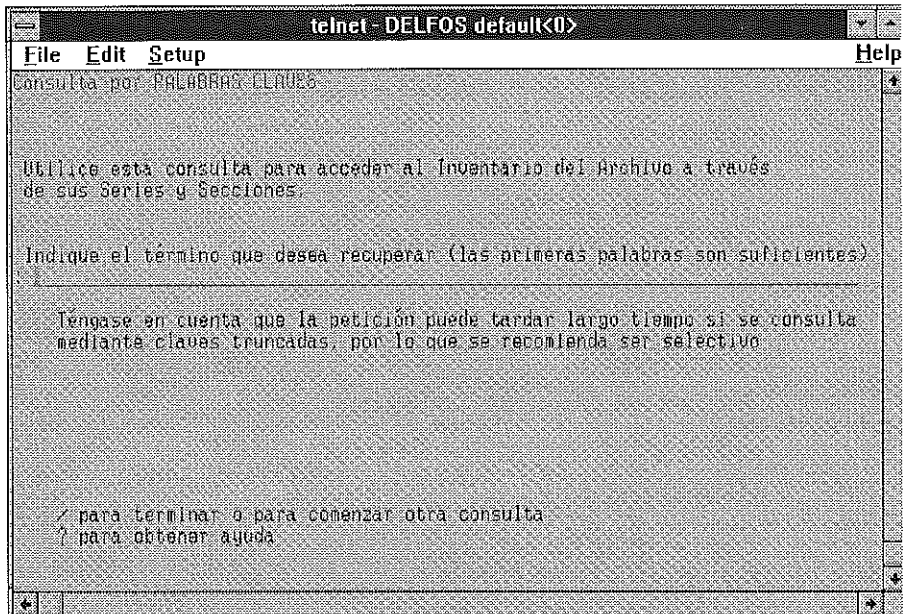 telnet - DELFOS default<0>
File Edit Setup Help
Consulta por PALABRAS CLAVES
Utilice esta consulta para acceder al Inventario del Archivo a través
de sus Series y Secciones.
Indique el término que desea recuperar (las primeras palabras son suficientes)
Tengase en cuenta que la petición puede tardar largo tiempo si se consulta
mediante claves truncadas, por lo que se recomienda ser selectivo
/ para terminar o para comenzar otra consulta
? para obtener ayuda